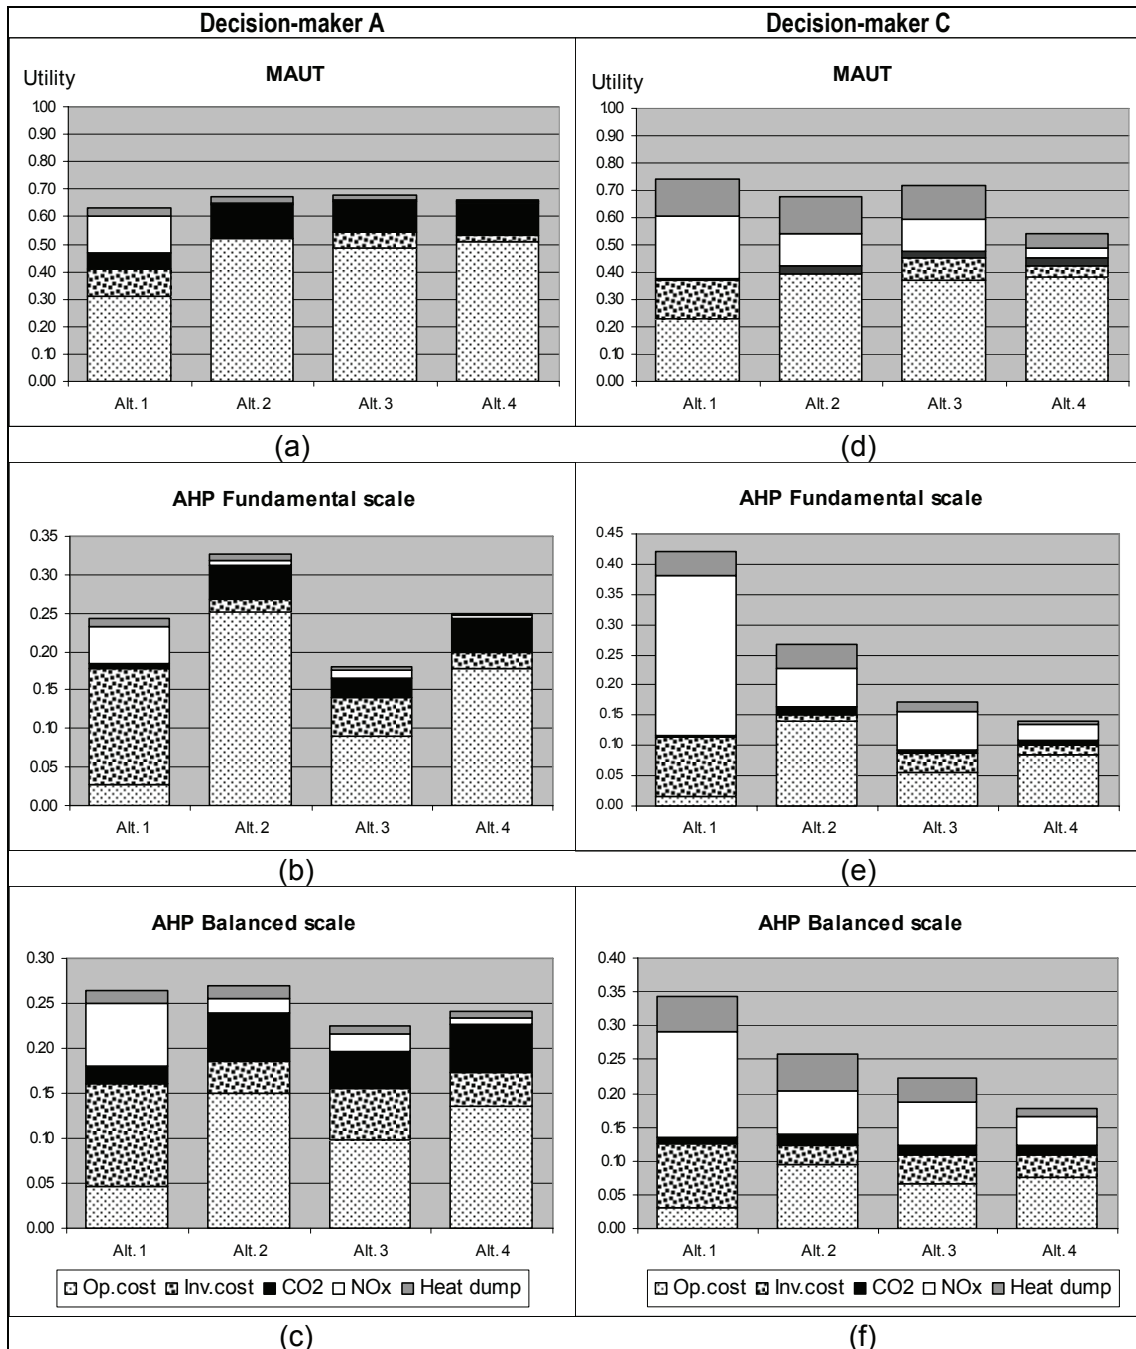 Decision-maker A
Decision-maker C
MAUT
Utility
1.00
0.90
0.80
0.70
0.60
0.50
0.40
0.30
0.20
0.10
0.00
Alt. 1 Alt. 2 Alt. 3 Alt. 4
(a)
MAUT
Utility
1.00
0.90
0.80
0.70
0.60
0.50
0.40
0.30
0.20
0.10
0.00
Alt. 1 Alt. 2 Alt. 3 Alt. 4
(d)
AHP Fundamental scale
0.35
0.30
0.25
0.20
0.15
0.10
0.05
0.00
Alt. 1 Alt. 2 Alt. 3 Alt. 4
(b)
AHP Fundamental scale
0.45
0.40
0.35
0.30
0.25
0.20
0.15
0.10
0.05
0.00
Alt. 1 Alt. 2 Alt. 3 Alt. 4
(e)
AHP Balanced scale
0.30
0.25
0.20
0.15
0.10
0.05
0.00
Alt. 1 Alt. 2 Alt. 3 Alt. 4
Op.cost Inv.cost CO2 NOx Heat dump
(c)
AHP Balanced scale
0.40
0.35
0.30
0.25
0.20
0.15
0.10
0.05
0.00
Alt. 1 Alt. 2 Alt. 3 Alt. 4
Op.cost Inv.cost CO2 NOx Heat dump
(f)